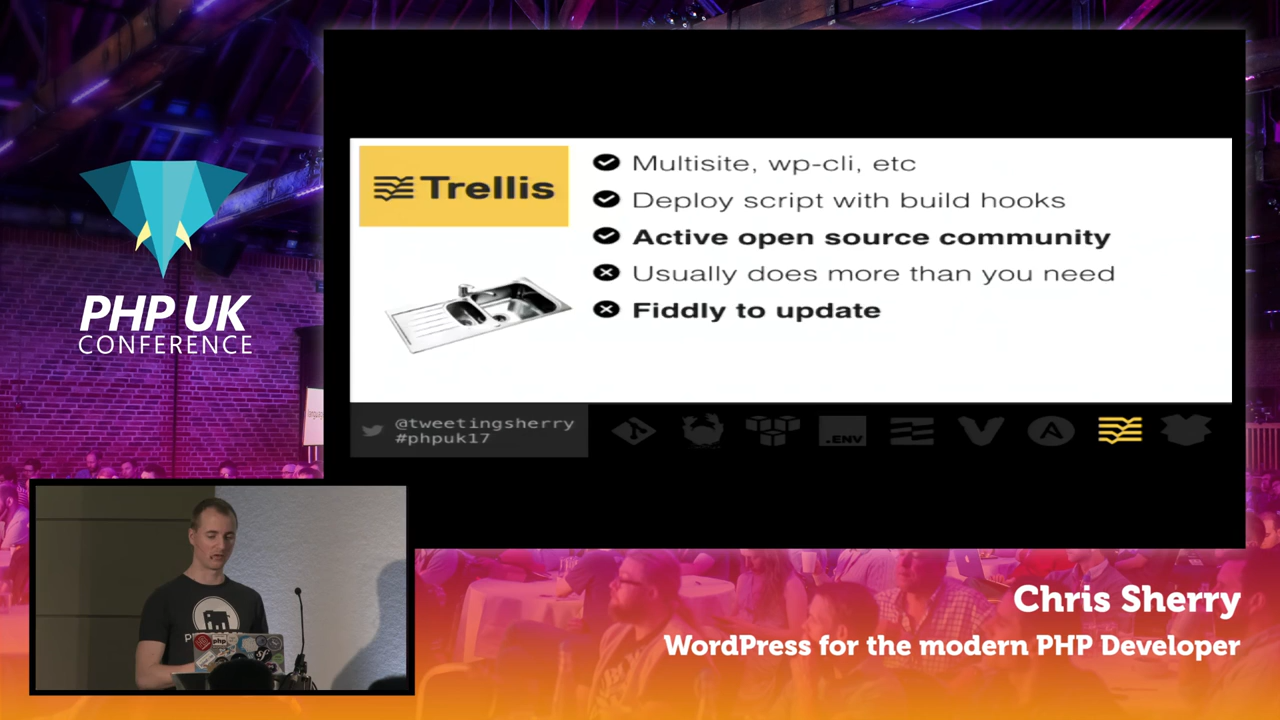 PHP UK
CONFERENCE
Trellis
Multisite, wp-cli, etc
Deploy script with build hooks
Active open source community
Usually does more than you need
Fiddly to update
@tweetingsherry
#phpuk17
.ENV
A
php
Chris Sherry
WordPress for the modern PHP Developer